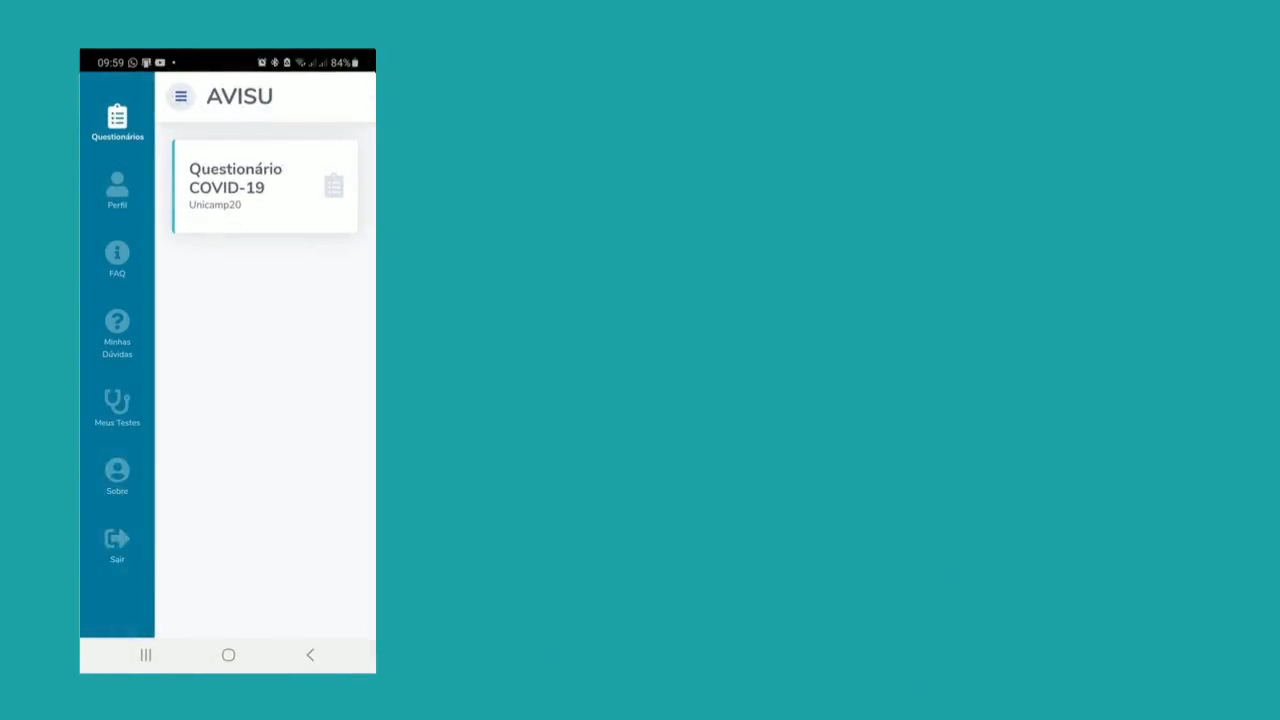 09:59
84%
AVISU
Questionários
Questionário
COVID-19
Unicamp20
Perfil
FAQ
Minhas
Dúvidas
Meus Testes
Sobre
Sair